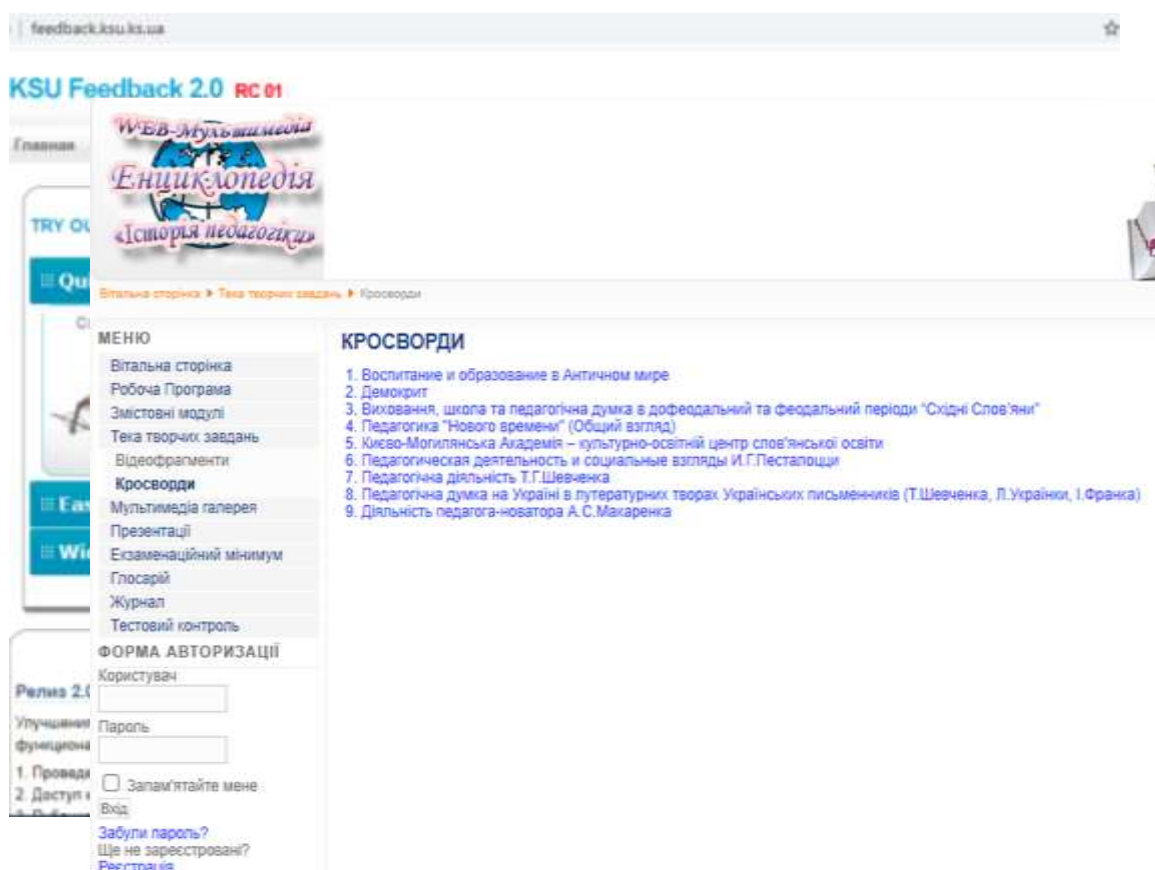 feedback.ksu.ks.ua
KSU Feedback 2.0 RC 01
Главная
WEB-Мультимедіа
Енциклопедія
«Історія педагогіки»
TRY
Вітальна сторінка Тека творчих завдань Кросворди
МЕНЮ
Вітальна сторінка
Робоча Програма
Змістовні модулі
Тека творчих завдань
Відеофрагменти
Кросворди
Мультимедіа галерея
Презентації
Екзаменаційний мінімум
Глосарій
Журнал
Тестовий контроль
ФОРМА АВТОРИЗАЦІЇ
Користувач
Пароль
Запам'ятайте мене
Вхід
Забули пароль?
Ще не зареєстровані?
Реєстрація
КРОСВОРДИ
1. Воспитание и образование в Античном мире
2. Демокрит
3. Виховання, школа та педагогічна думка в дофеодальний та феодальний періоди "Східні Слов'яни"
4. Педагогика "Нового времени" (Общий взгляд)
5. Києво-Могилянська Академія – культурно-освітній центр слов'янської освіти
6. Педагогическая деятельность и социальные взгляды И.Г.Песталоцци
7. Педагогічна діяльність Т.Г.Шевченка
8. Педагогічна думка на Україні в лутературних творах Українських письменників (Т.Шевченка, Л.Українки, І.Франка)
9. Діяльність педагога-новатора А.С.Макаренка
Релиз
1.
2. Доступ